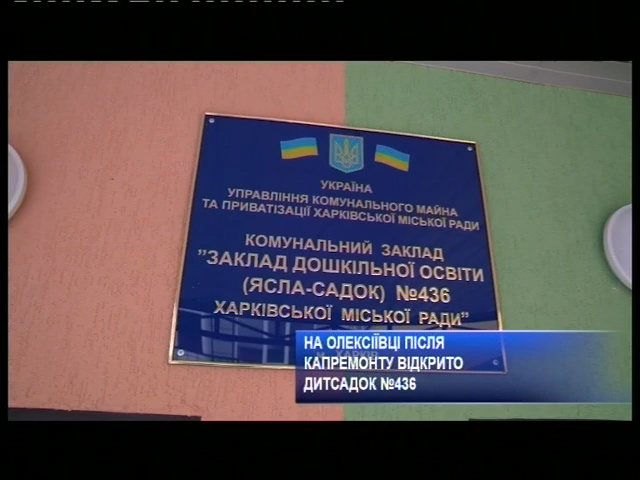 УКРАЇНА
УПРАВЛІННЯ КОМУНАЛЬНОГО МАЙНА
ТА ПРИВАТИЗАЦІЇ ХАРКІВСЬКОЇ МІСЬКОЇ РАДИ
КОМУНАЛЬНИЙ ЗАКЛАД
"ЗАКЛАД ДОШКІЛЬНОЇ ОСВІТИ
(ЯСЛА-САДОК) №436
ХАРКІВСЬКОЇ МІСЬКОЇ РАДИ"
М. ХАРКІВ
НА ОЛЕКСІЇВЦІ ПІСЛЯ
КАПРЕМОНТУ ВІДКРИТО
ДИТСАДОК №436